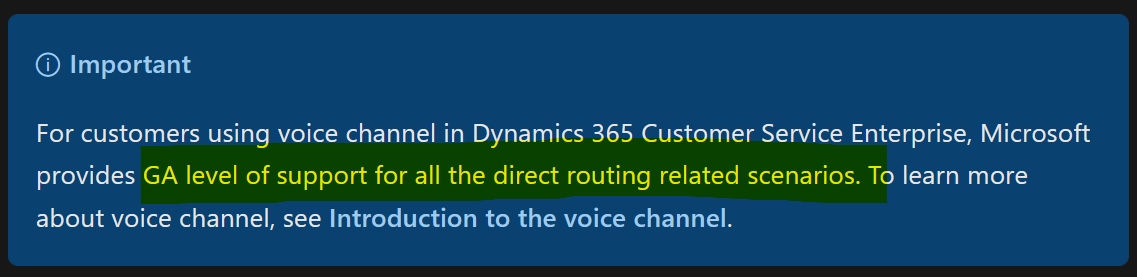 Important
For customers using voice channel in Dynamics 365 Customer Service Enterprise, Microsoft
provides GA level of support for all the direct routing related scenarios. To learn more
about voice channel, see Introduction to the voice channel.